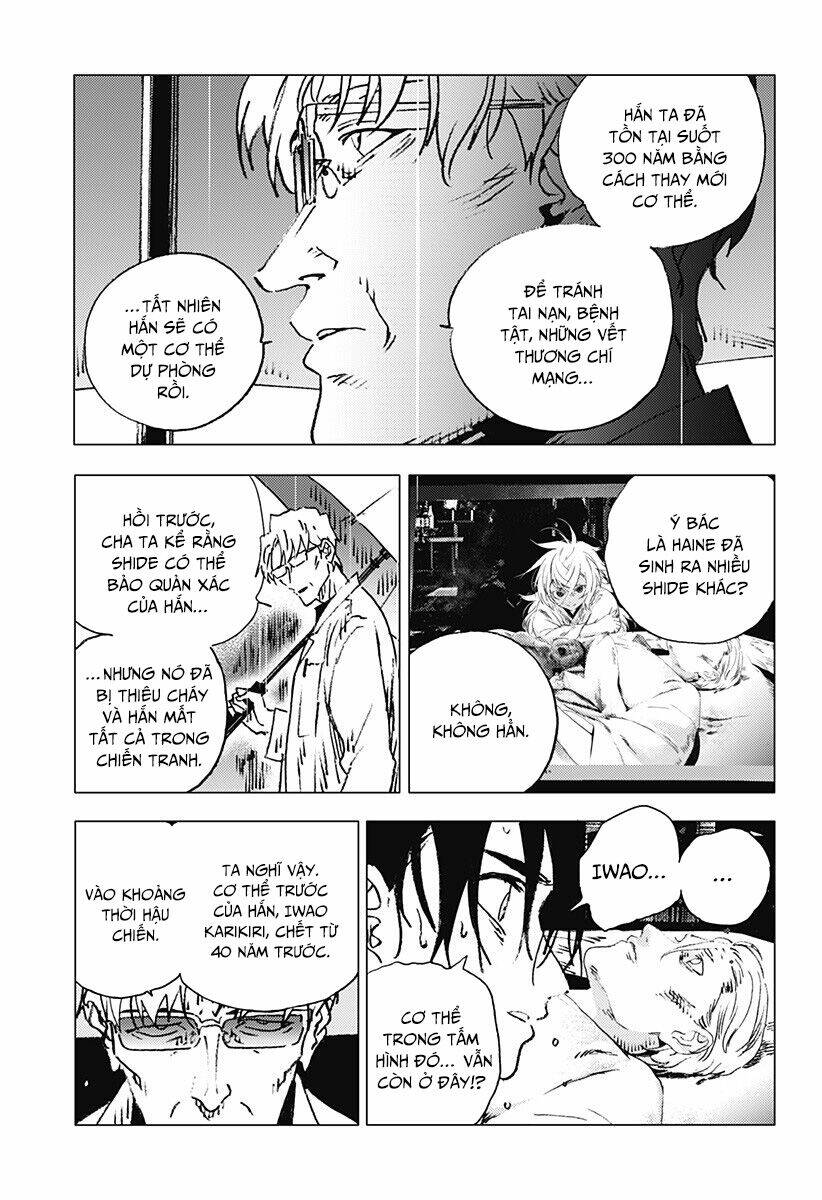 HẮN TA ĐÃ
TỒN TẠI SUỐT
300 NĂM BẰNG
CÁCH THAY MỚI
CƠ THỂ.
ĐỂ TRÁNH
TAI NẠN, BỆNH
TẬT, NHỮNG VẾT
THƯƠNG CHÍ
MẠNG...
...TẤT NHIÊN
HẮN SẼ CÓ
MỘT CƠ THỂ
DỰ PHÒNG
RỒI.
Ý BÁC
LÀ HAINE ĐÃ
SINH RA NHIỀU
SHIDE KHÁC?
KHÔNG,
KHÔNG HẲN.
HỒI TRƯỚC,
CHA TA KỂ RẰNG
SHIDE CÓ THỂ
BẢO QUẢN XÁC
CỦA HẮN...
...NHƯNG NÓ ĐÃ
BỊ THIÊU CHÁY
VÀ HẮN MẤT
TẤT CẢ TRONG
CHIẾN TRANH.
...
IWAO...
CƠ THỂ
TRONG TẤM
HÌNH ĐÓ... VẪN
CÒN Ở ĐÂY!?
TA NGHĨ VẬY.
CƠ THỂ TRƯỚC
CỦA HẮN, IWAO
KARIKIRI, CHẾT TỪ
40 NĂM TRƯỚC.
VÀO KHOẢNG
THỜI HẬU
CHIẾN.